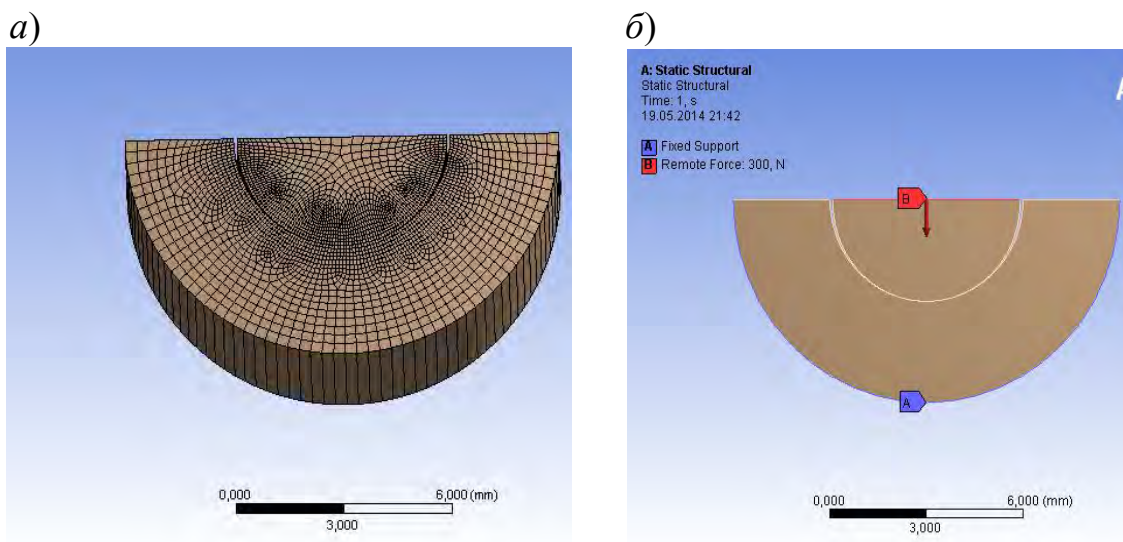 а)
б)
A: Static Structural
Static Structural
Time: 1, s
19.05.2014 21:42
A Fixed Support
B Remote Force: 300, N
B
A
0,000 6,000 (mm)
3,000
0,000 6,000 (mm)
3,000